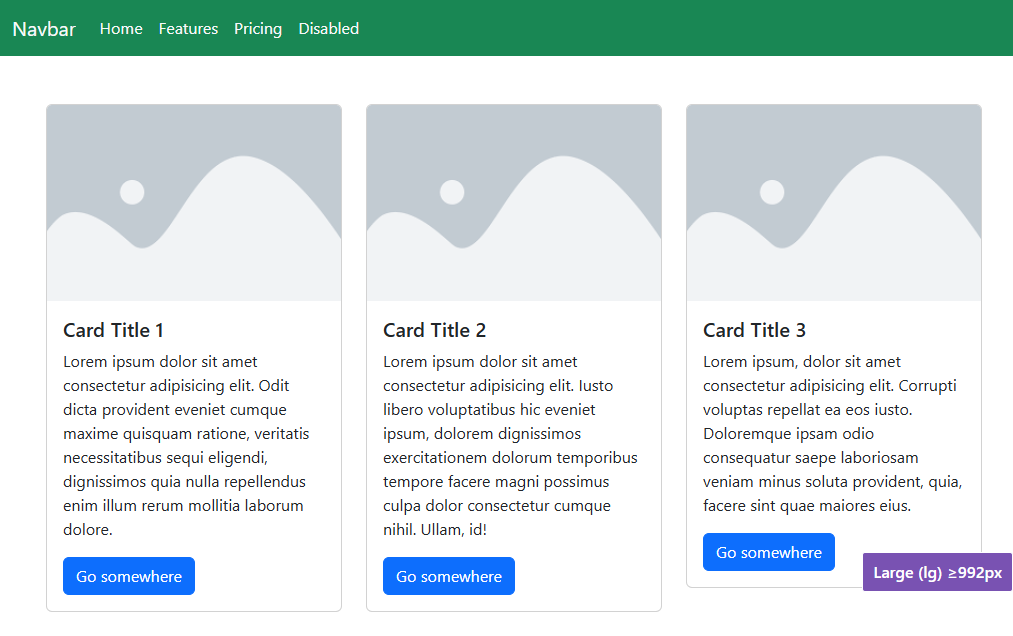 Navbar Home Features Pricing Disabled
Card Title 1
Lorem ipsum dolor sit amet
consectetur adipisicing elit. Odit
dicta provident eveniet cumque
maxime quisquam ratione, veritatis
necessitatibus sequi eligendi,
dignissimos quia nulla repellendus
enim illum rerum mollitia laborum
dolore.
Go somewhere
Card Title 2
Lorem ipsum dolor sit amet
consectetur adipisicing elit. Iusto
libero voluptatibus hic eveniet
ipsum, dolorem dignissimos
exercitationem dolorum temporibus
tempore facere magni possimus
culpa dolor consectetur cumque
nihil. Ullam, id!
Go somewhere
Card Title 3
Lorem ipsum, dolor sit amet
consectetur adipisicing elit. Corrupti
voluptas repellat ea eos iusto.
Doloremque ipsam odio
consequatur saepe laboriosam
veniam minus soluta provident, quia,
facere sint quae maiores eius.
Go somewhere
Large (lg) ≥992px